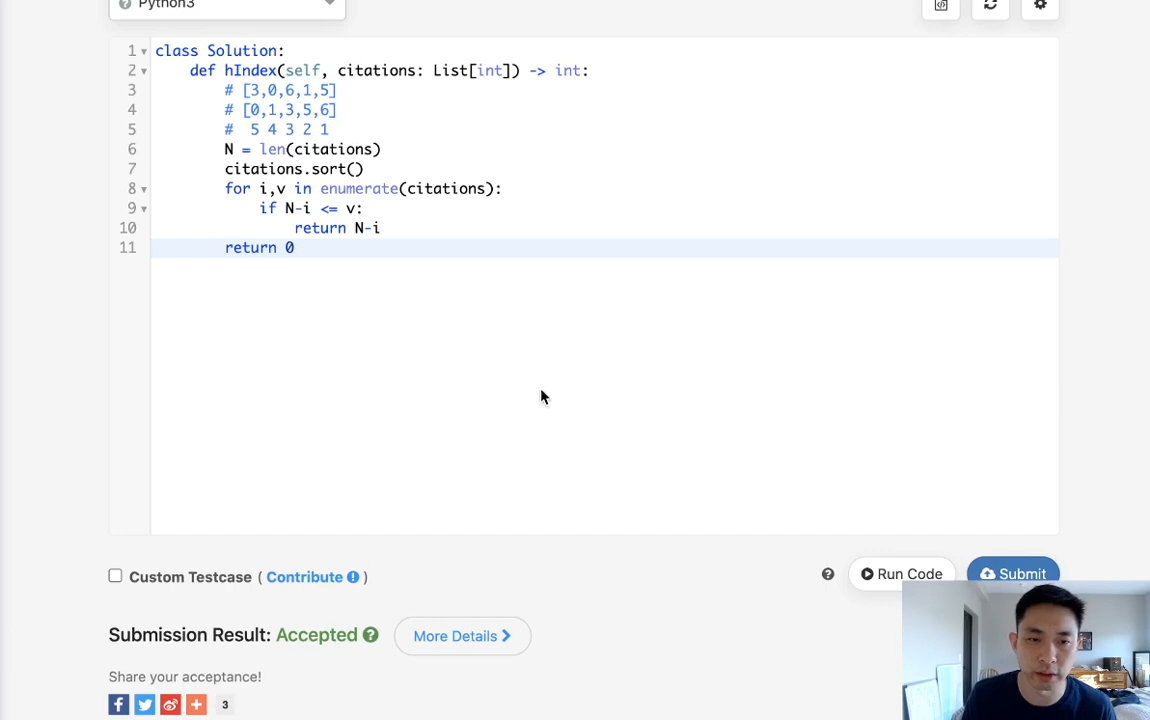 Python3
1 class Solution:
2 def hIndex(self, citations: List[int]) -> int:
3 # [3,0,6,1,5]
4 # [0,1,3,5,6]
5 # 5 4 3 2 1
6 N = len(citations)
7 citations.sort()
8 for i,v in enumerate(citations):
9 if N-i <= v:
10 return N-i
11 return 0
Custom Testcase ( Contribute )
Run Code
Submit
Submission Result: Accepted
More Details
Share your acceptance!
3